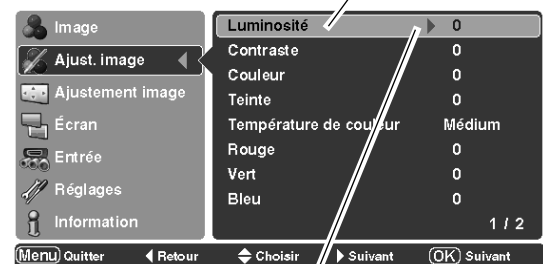 Image
Ajust. image
Ajustement image
Écran
Entrée
Réglages
Information
Luminosité 0
Contraste 0
Couleur 0
Teinte 0
Température de couleur Médium
Rouge 0
Vert 0
Bleu 0
1 / 2
Menu Quitter Retour Choisir Suivant OK Suivant